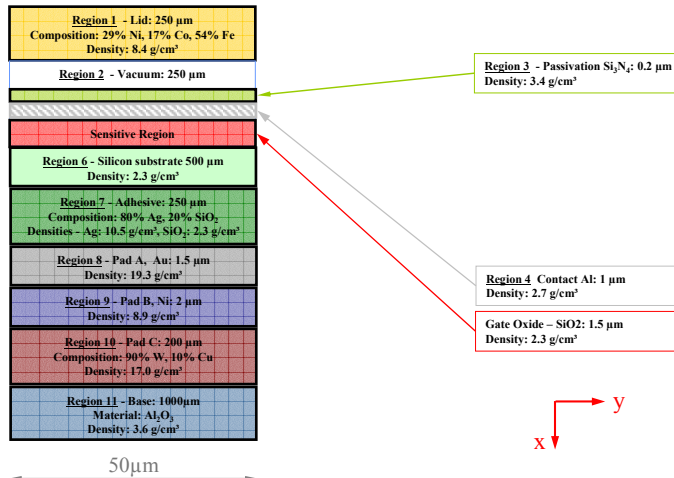 Region 1 - Lid: 250 µm
Composition: 29% Ni, 17% Co, 54% Fe
Density: 8.4 g/cm³
Region 2 - Vacuum: 250 µm
Sensitive Region
Region 6 - Silicon substrate 500 µm
Density: 2.3 g/cm³
Region 7 - Adhesive: 250 µm
Composition: 80% Ag, 20% SiO₂
Densities - Ag: 10.5 g/cm³, SiO₂: 2.3 g/cm³
Region 8 - Pad A, Au: 1.5 µm
Density: 19.3 g/cm³
Region 9 - Pad B, Ni: 2 µm
Density: 8.9 g/cm³
Region 10 - Pad C: 200 µm
Composition: 90% W, 10% Cu
Density: 17.0 g/cm³
Region 11 - Base: 1000µm
Material: Al₂O₃
Density: 3.6 g/cm³
50µm
Region 3 - Passivation Si₃N₄: 0.2 µm
Density: 3.4 g/cm³
Region 4 Contact Al: 1 µm
Density: 2.7 g/cm³
Gate Oxide – SiO2: 1.5 µm
Density: 2.3 g/cm³
y
x